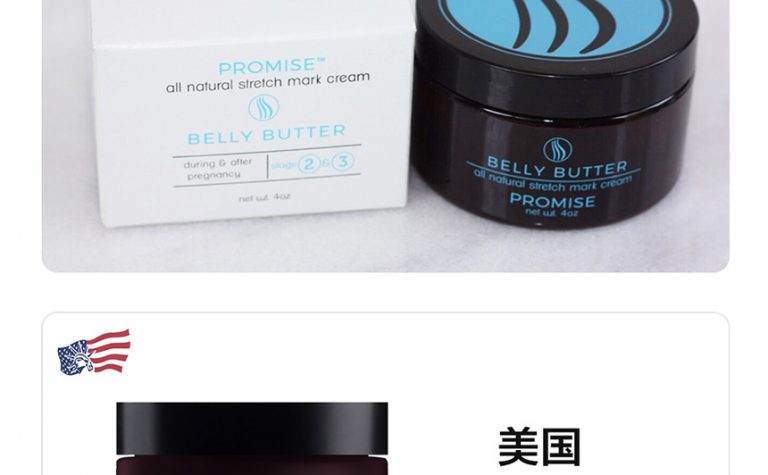 PROMISE™
all natural stretch mark cream
BELLY BUTTER
during & after
pregnancy
stage 2 & 3
net wt. 4oz
BELLY BUTTER
all natural stretch mark cream
PROMISE
net wt. 4oz
美国